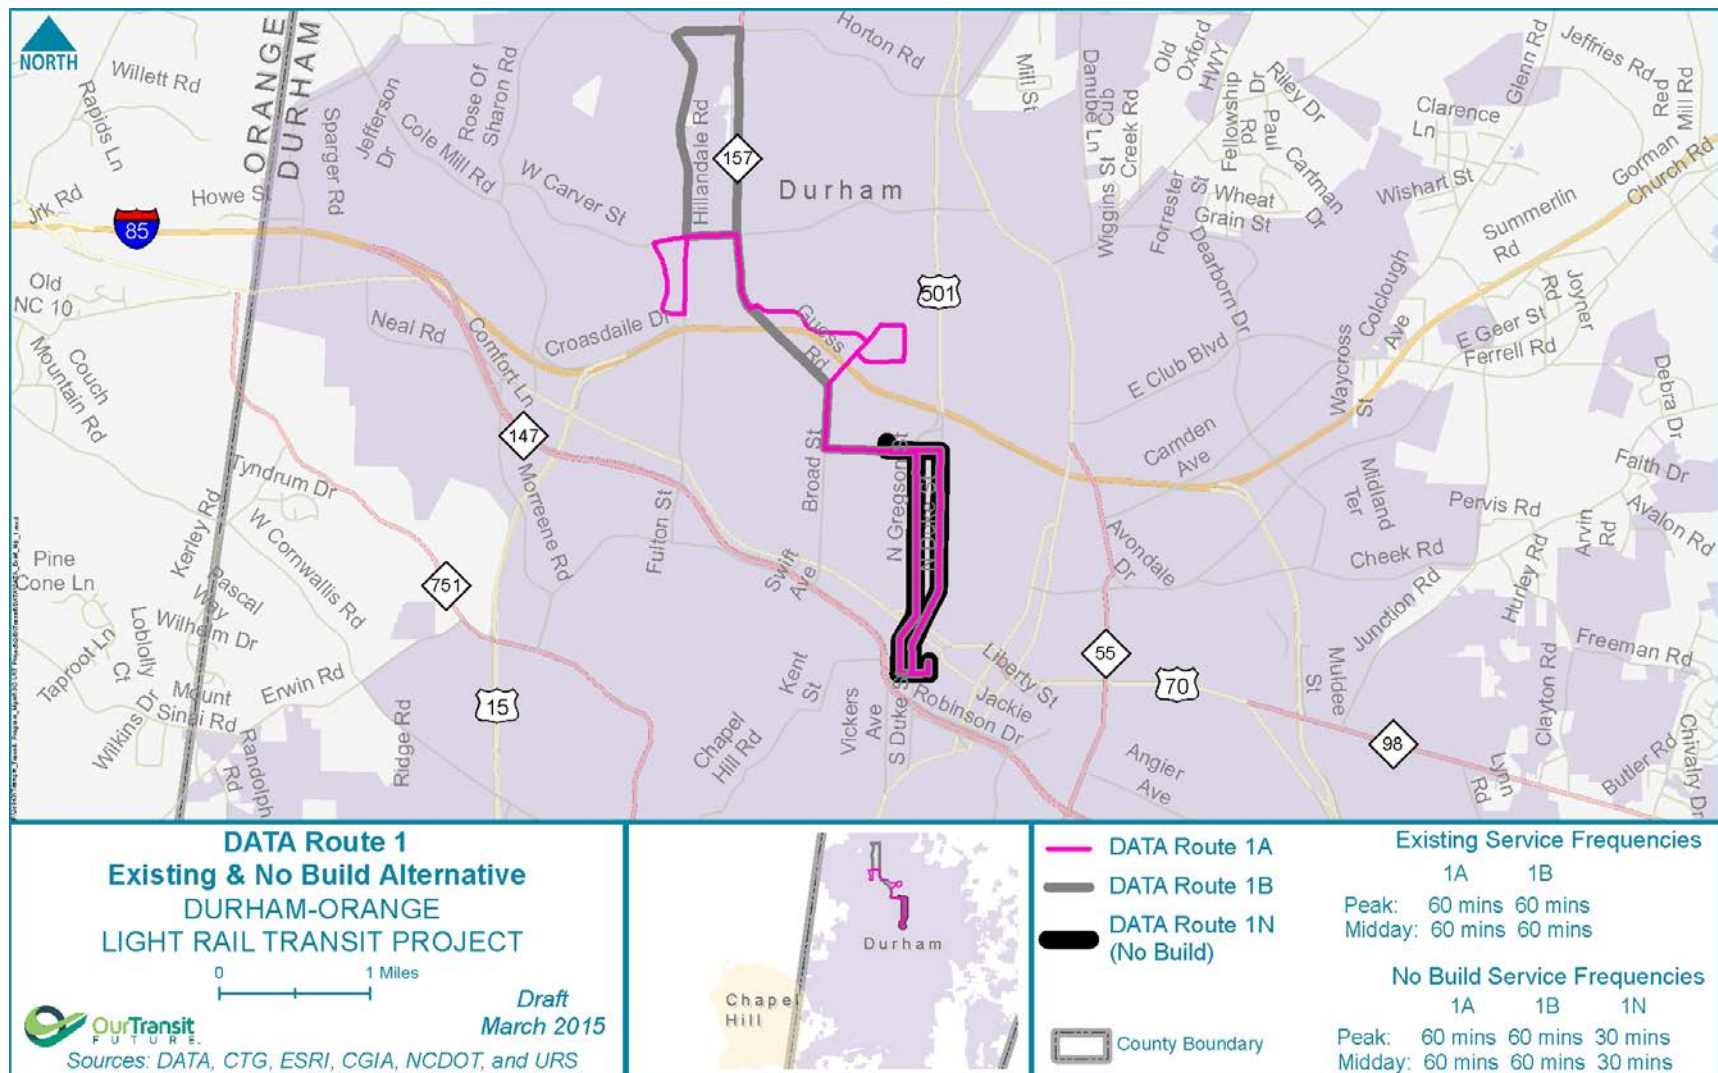 NORTH
ORANGE
DURHAM
Willett Rd
Rapids Ln
Jrk Rd
Howe S
85
Sparger Rd
Jefferson
Dr
Cole Mill Rd
Rose Of
Sharon Rd
W Carver St
Hillandale Rd
157
Horton Rd
Durham
Mill St
Danube Ln
Cub
Creek Rd
Wiggins St
Old
Oxford
HWY
Fellowship
Rd
Paul
Dr
Riley Dr
Cartman
Dr
Forrester
St
Wheat
Grain St
Dearborn Dr
Clarence
Ln
Glenn Rd
Jeffries Rd
Red
Mill Rd
Gorman
Church Rd
Wishart St
Summerlin
Rd
Colclough
Ave
Waycross
St
Joyner
Rd
E Geer St
Ferrell Rd
Debra Dr
Faith Dr
Avalon Rd
Arvin
Rd
Pervis Rd
Hurley Rd
Freeman Rd
Junction Rd
Cheek Rd
Midland
Ter
Camden
Ave
E Club Blvd
501
Guess
Rd
Croasdaile Dr
Neal Rd
Comfort Ln
Old
NC 10
Couch
Mountain Rd
147
Tyndrum Dr
Kerley Rd
W Cornwallis Rd
Pine
Cone Ln
Pascal
Way
Wilhelm Dr
Loblolly
Ct
Taproot Ln
Mount
Sinai Rd
Wilkins Dr
Randolph
Rd
Erwin Rd
Ridge Rd
751
15
Morreene Rd
Fulton St
Broad St
Swift
Ave
N Gregson St
N Duke St
Kent
St
Chapel
Hill Rd
Vickers
Ave
S Duke S
Robinson Dr
Jackie
Liberty St
Avondale
Dr
55
70
Angier
Ave
Muldee
St
98
Clayton Rd
Lynn
Rd
Butler Rd
Chivalry Dr
DATA Route 1
Existing & No Build Alternative
DURHAM-ORANGE
LIGHT RAIL TRANSIT PROJECT
0 1 Miles
OurTransit
FUTURE
Draft
March 2015
Sources: DATA, CTG, ESRI, CGIA, NCDOT, and URS
Durham
Chapel
Hill
DATA Route 1A
DATA Route 1B
DATA Route 1N
(No Build)
County Boundary
Existing Service Frequencies
1A 1B
Peak: 60 mins 60 mins
Midday: 60 mins 60 mins
No Build Service Frequencies
1A 1B 1N
Peak: 60 mins 60 mins 30 mins
Midday: 60 mins 60 mins 30 mins